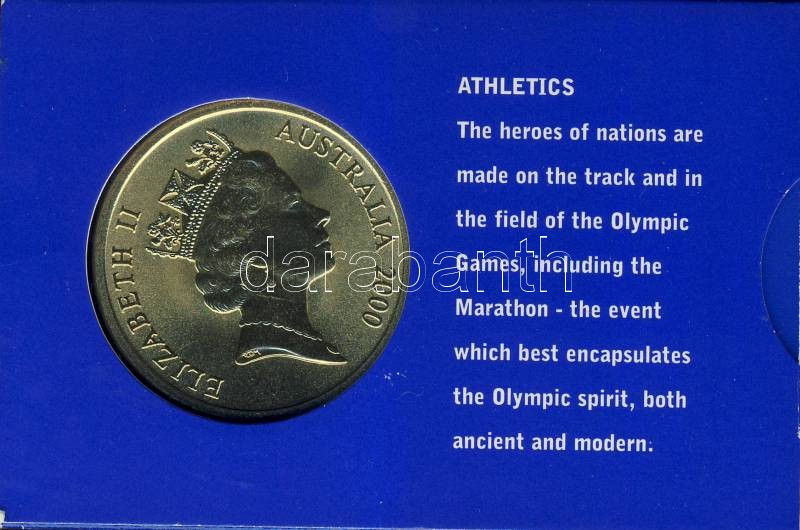 ELIZABETH II
AUSTRALIA 2000
ATHLETICS
The heroes of nations are
made on the track and in
the field of the Olympic
Games, including the
Marathon - the event
which best encapsulates
the Olympic spirit, both
ancient and modern.
darabanth